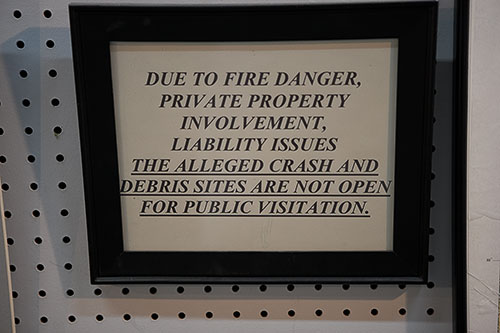 DUE TO FIRE DANGER,
PRIVATE PROPERTY
INVOLVEMENT,
LIABILITY ISSUES
THE ALLEGED CRASH AND
DEBRIS SITES ARE NOT OPEN
FOR PUBLIC VISITATION.